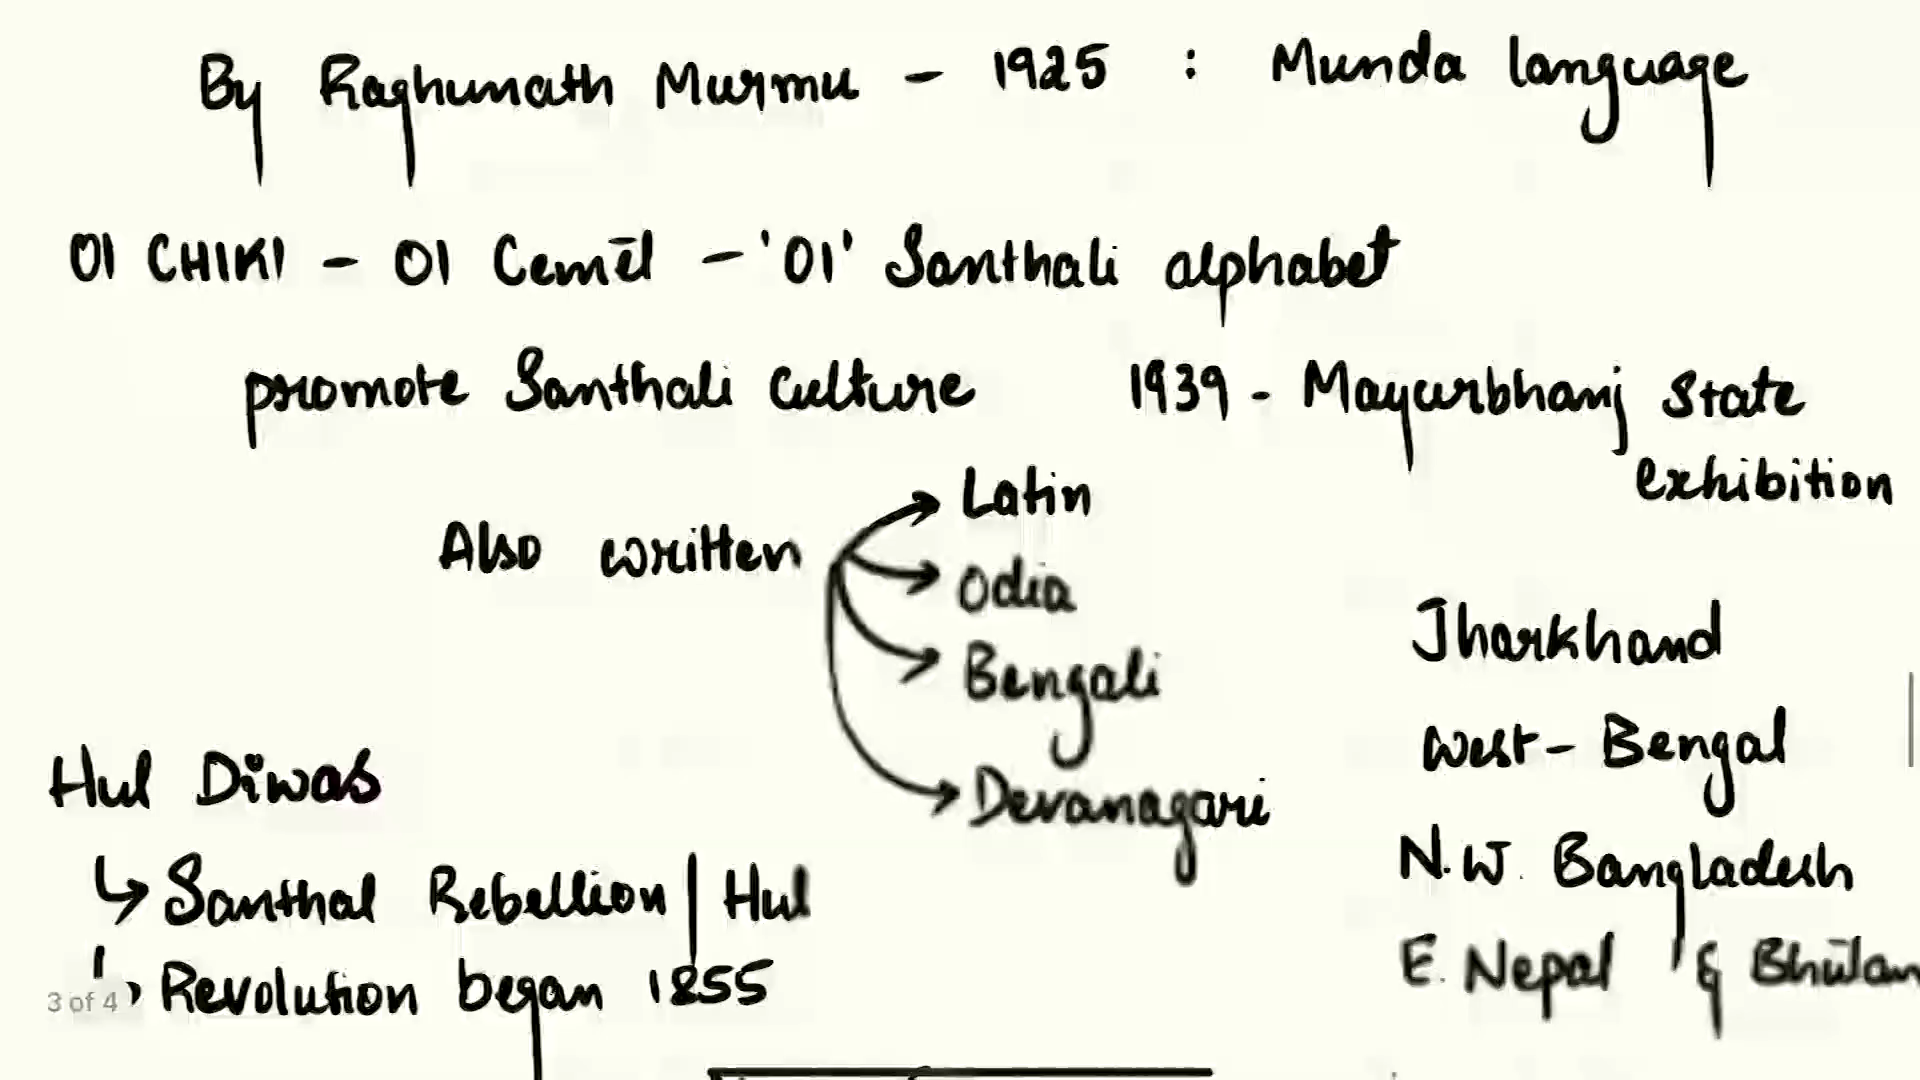 By Raghunath Murmu - 1925 : Munda language
Ol CHIKI - Ol Cemēt - 'Ol' Santhali alphabet
promote Santhali culture
1939 - Mayurbhanj State
exhibition
Also written
Latin
Odia
Bengali
Devanagari
Jharkhand
West-Bengal
N.W. Bangladesh
E. Nepal & Bhutan
Hul Diwas
↳ Santhal Rebellion | Hul
↳ Revolution began 1855
3 of 4